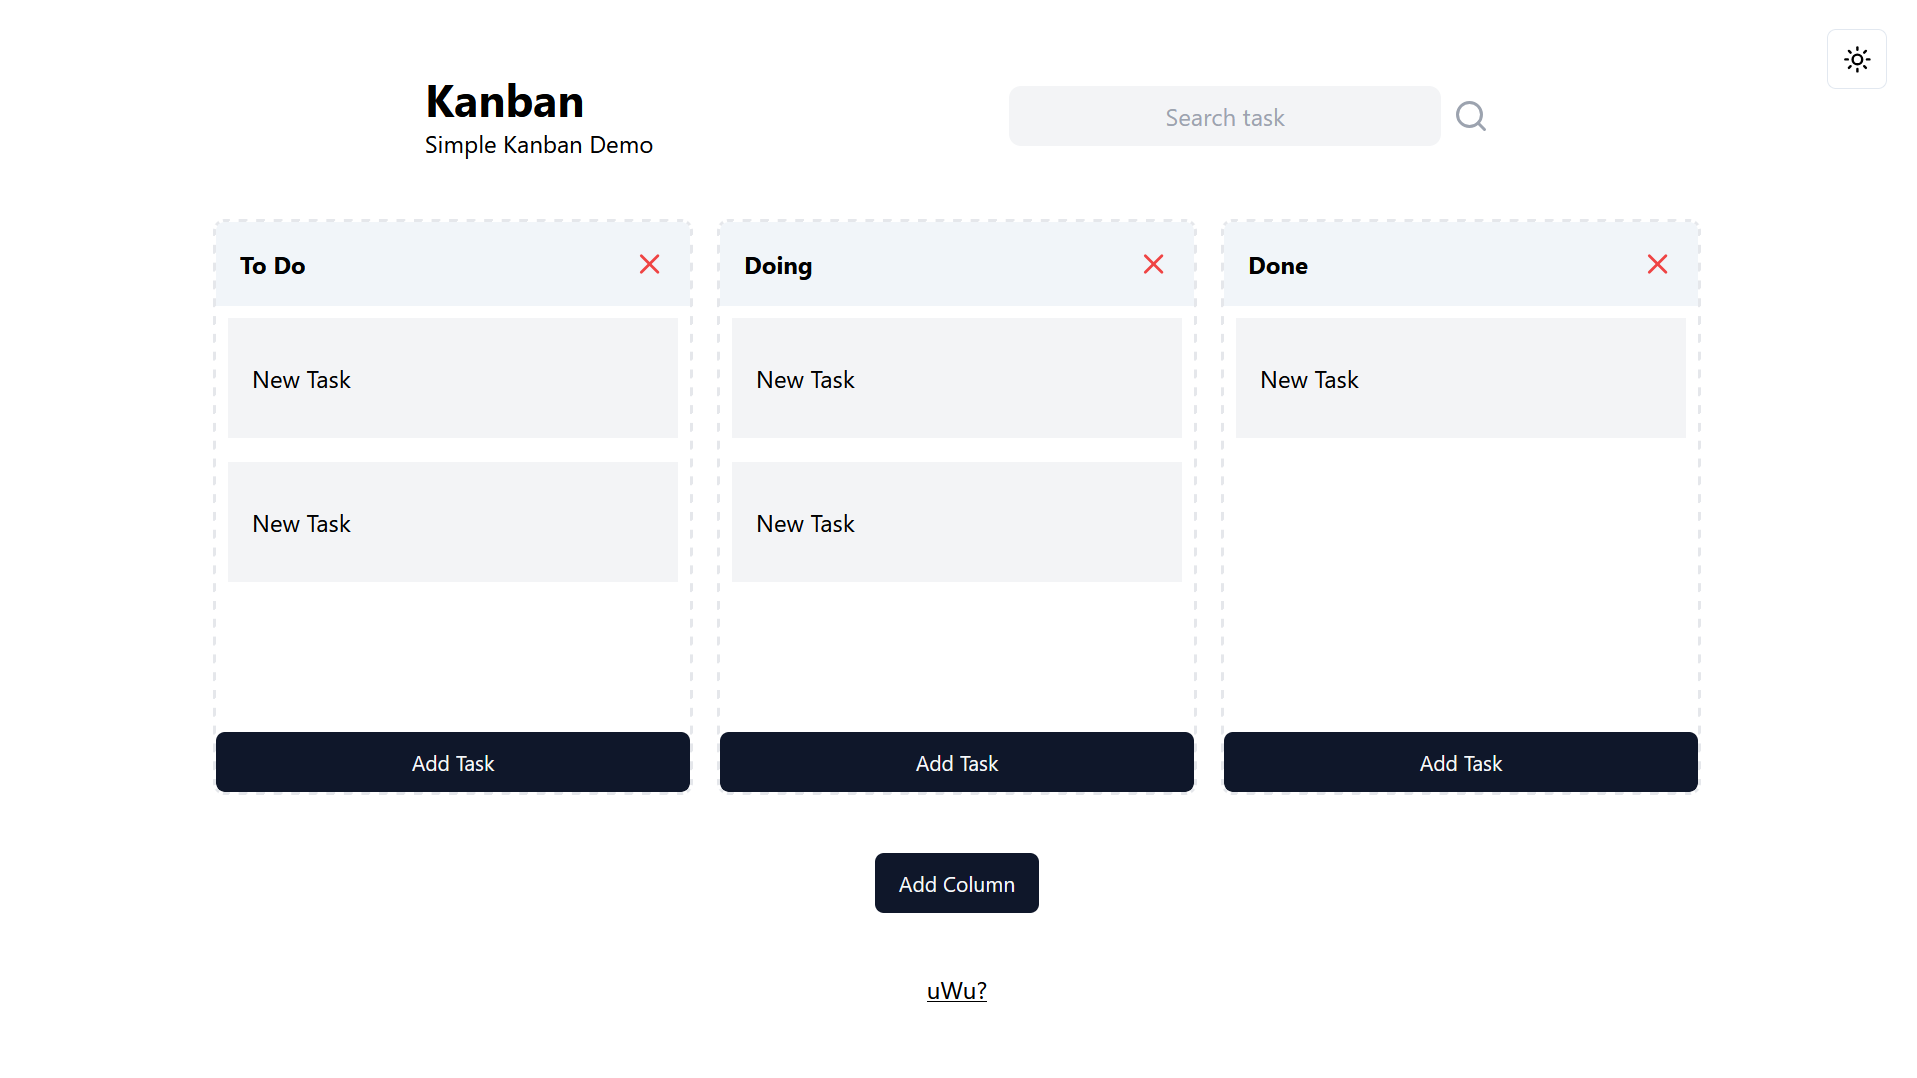 Kanban
Simple Kanban Demo
Search task
To Do
New Task
New Task
Add Task
Doing
New Task
New Task
Add Task
Done
New Task
Add Task
Add Column
uWu?